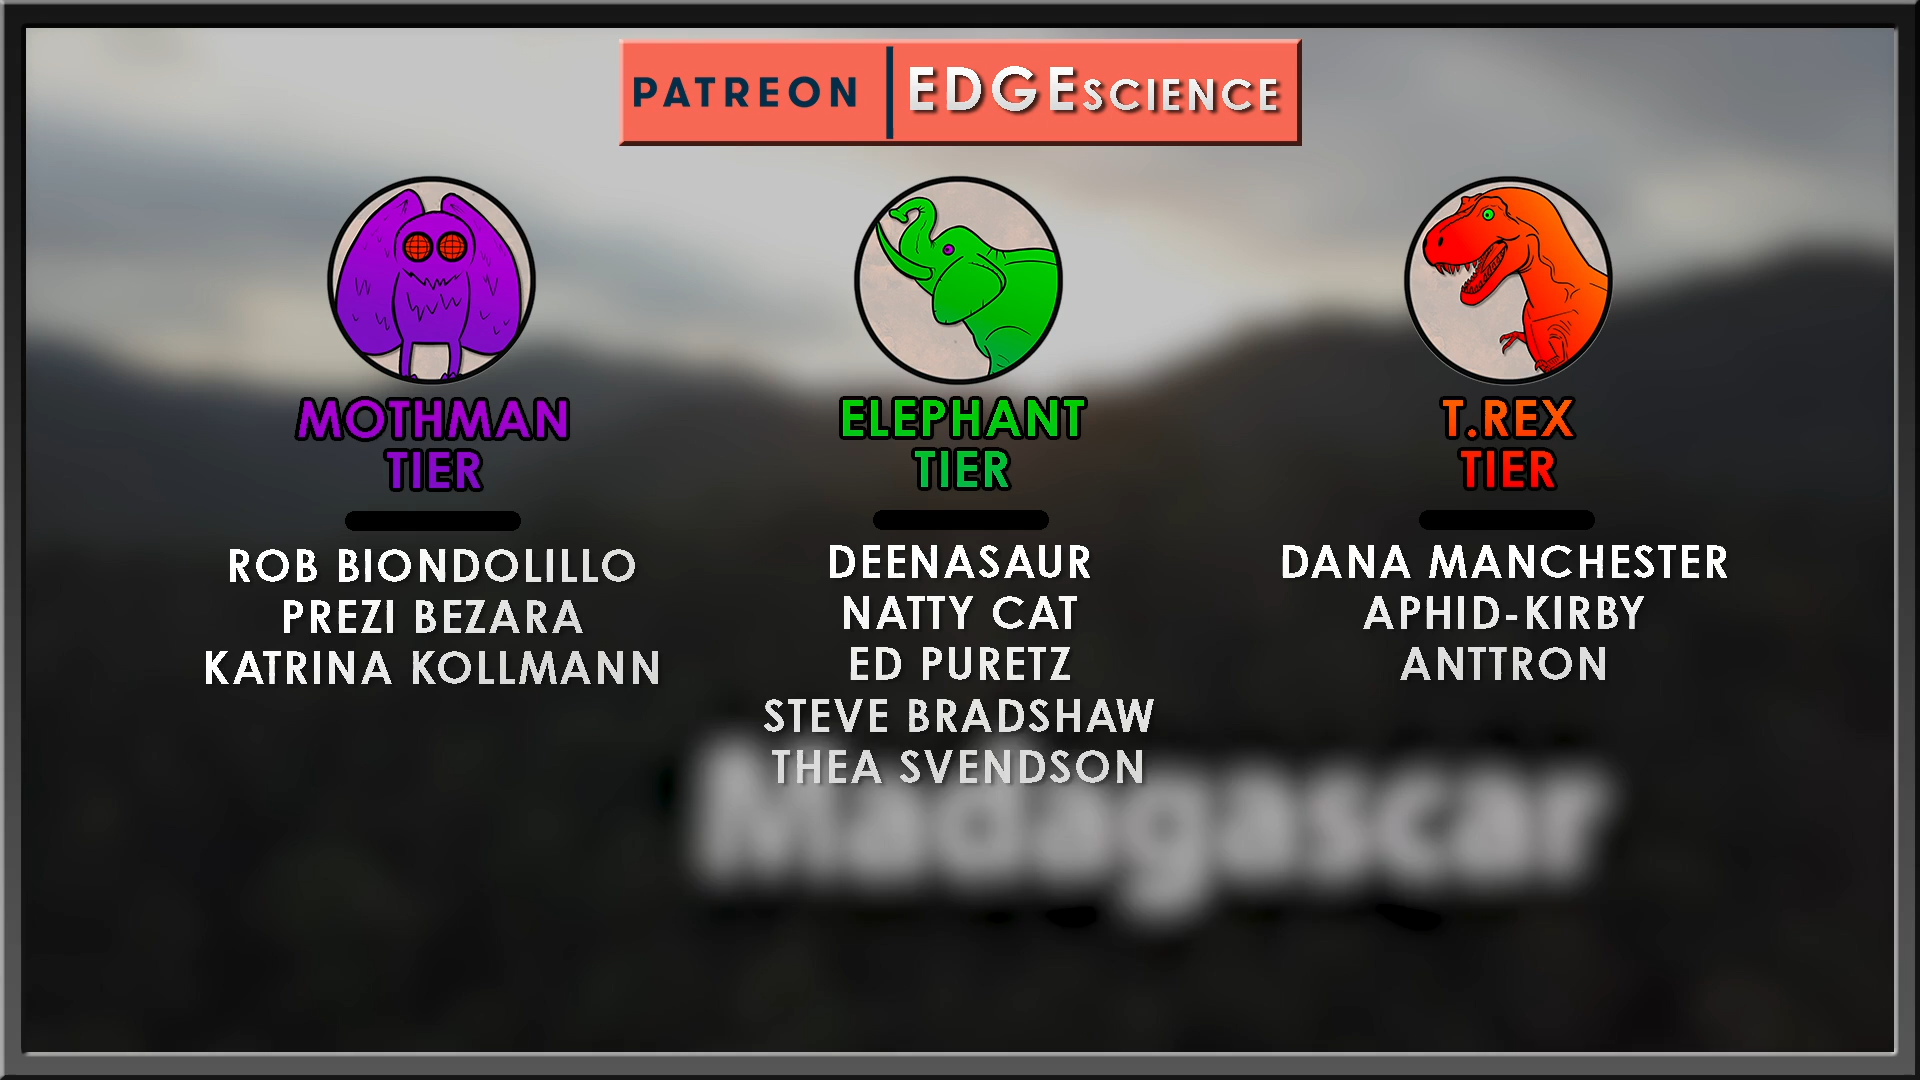 PATREON | EDGESCIENCE
MOTHMAN
TIER
ROB BIONDOLILLO
PREZI BEZARA
KATRINA KOLLMANN
ELEPHANT
TIER
DEENASAUR
NATTY CAT
ED PURETZ
STEVE BRADSHAW
THEA SVENDSON
T.REX
TIER
DANA MANCHESTER
APHID-KIRBY
ANTTRON
Madagascar